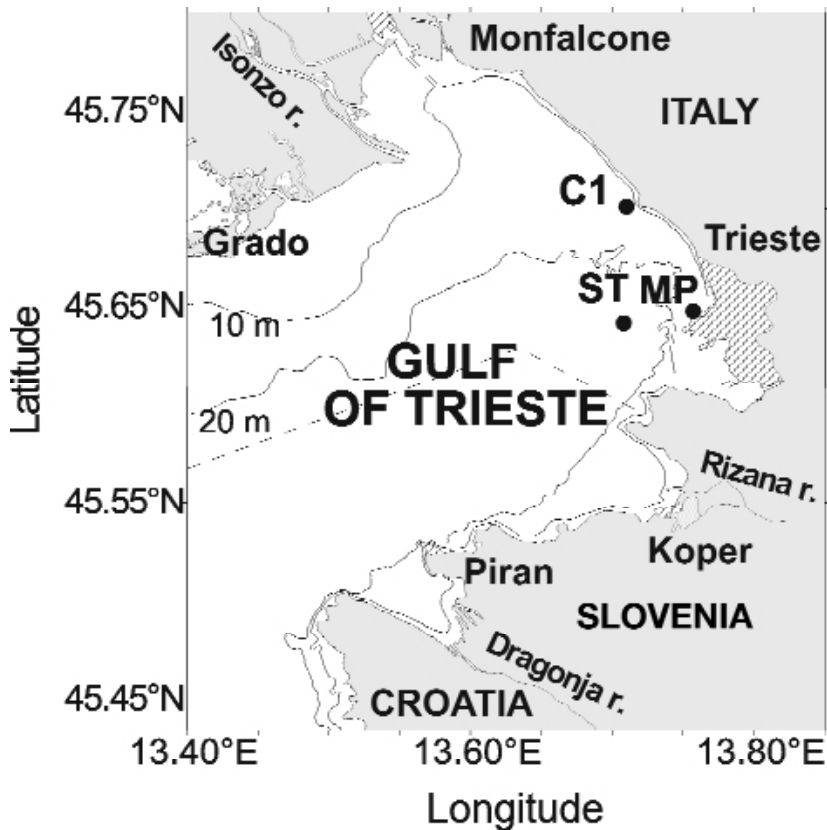 Monfalcone
Isonzo r.
45.75°N
ITALY
C1
Trieste
Grado
ST MP
45.65°N
10 m
GULF
OF TRIESTE
20 m
Latitude
Rizana r.
45.55°N
Koper
Piran
SLOVENIA
Dragonja r.
45.45°N
CROATIA
13.40°E
13.60°E
13.80°E
Longitude